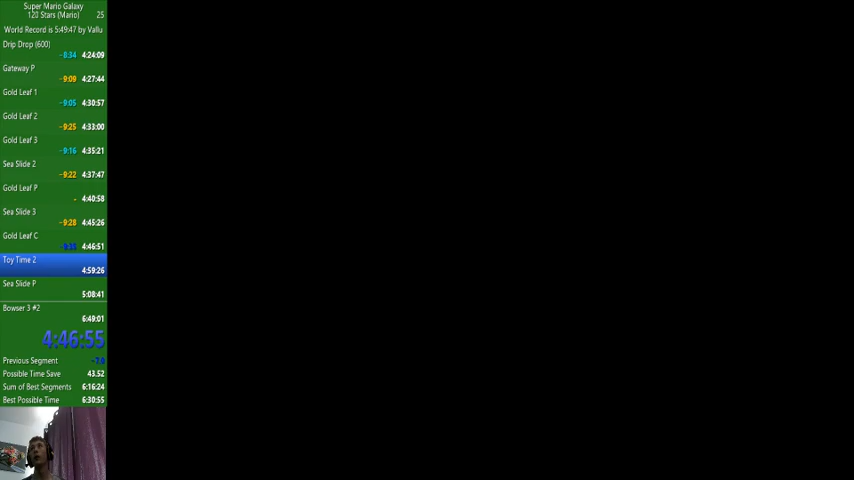 Super Mario Galaxy
120 Stars (Mario) 25
World Record is 5:49:47 by Vallu
Drip Drop (600)
-8:34 4:24:09
Gateway P
-9:09 4:27:44
Gold Leaf 1
-9:05 4:30:57
Gold Leaf 2
-9:25 4:33:00
Gold Leaf 3
-9:16 4:35:21
Sea Slide 2
-9:22 4:37:47
Gold Leaf P
- 4:40:58
Sea Slide 3
-9:28 4:45:26
Gold Leaf C
4:46:51
Toy Time 2
4:59:26
Sea Slide P
5:08:41
Bowser 3 #2
6:49:01
4:46:55
Previous Segment -7.0
Possible Time Save 43.52
Sum of Best Segments 6:16:24
Best Possible Time 6:30:55